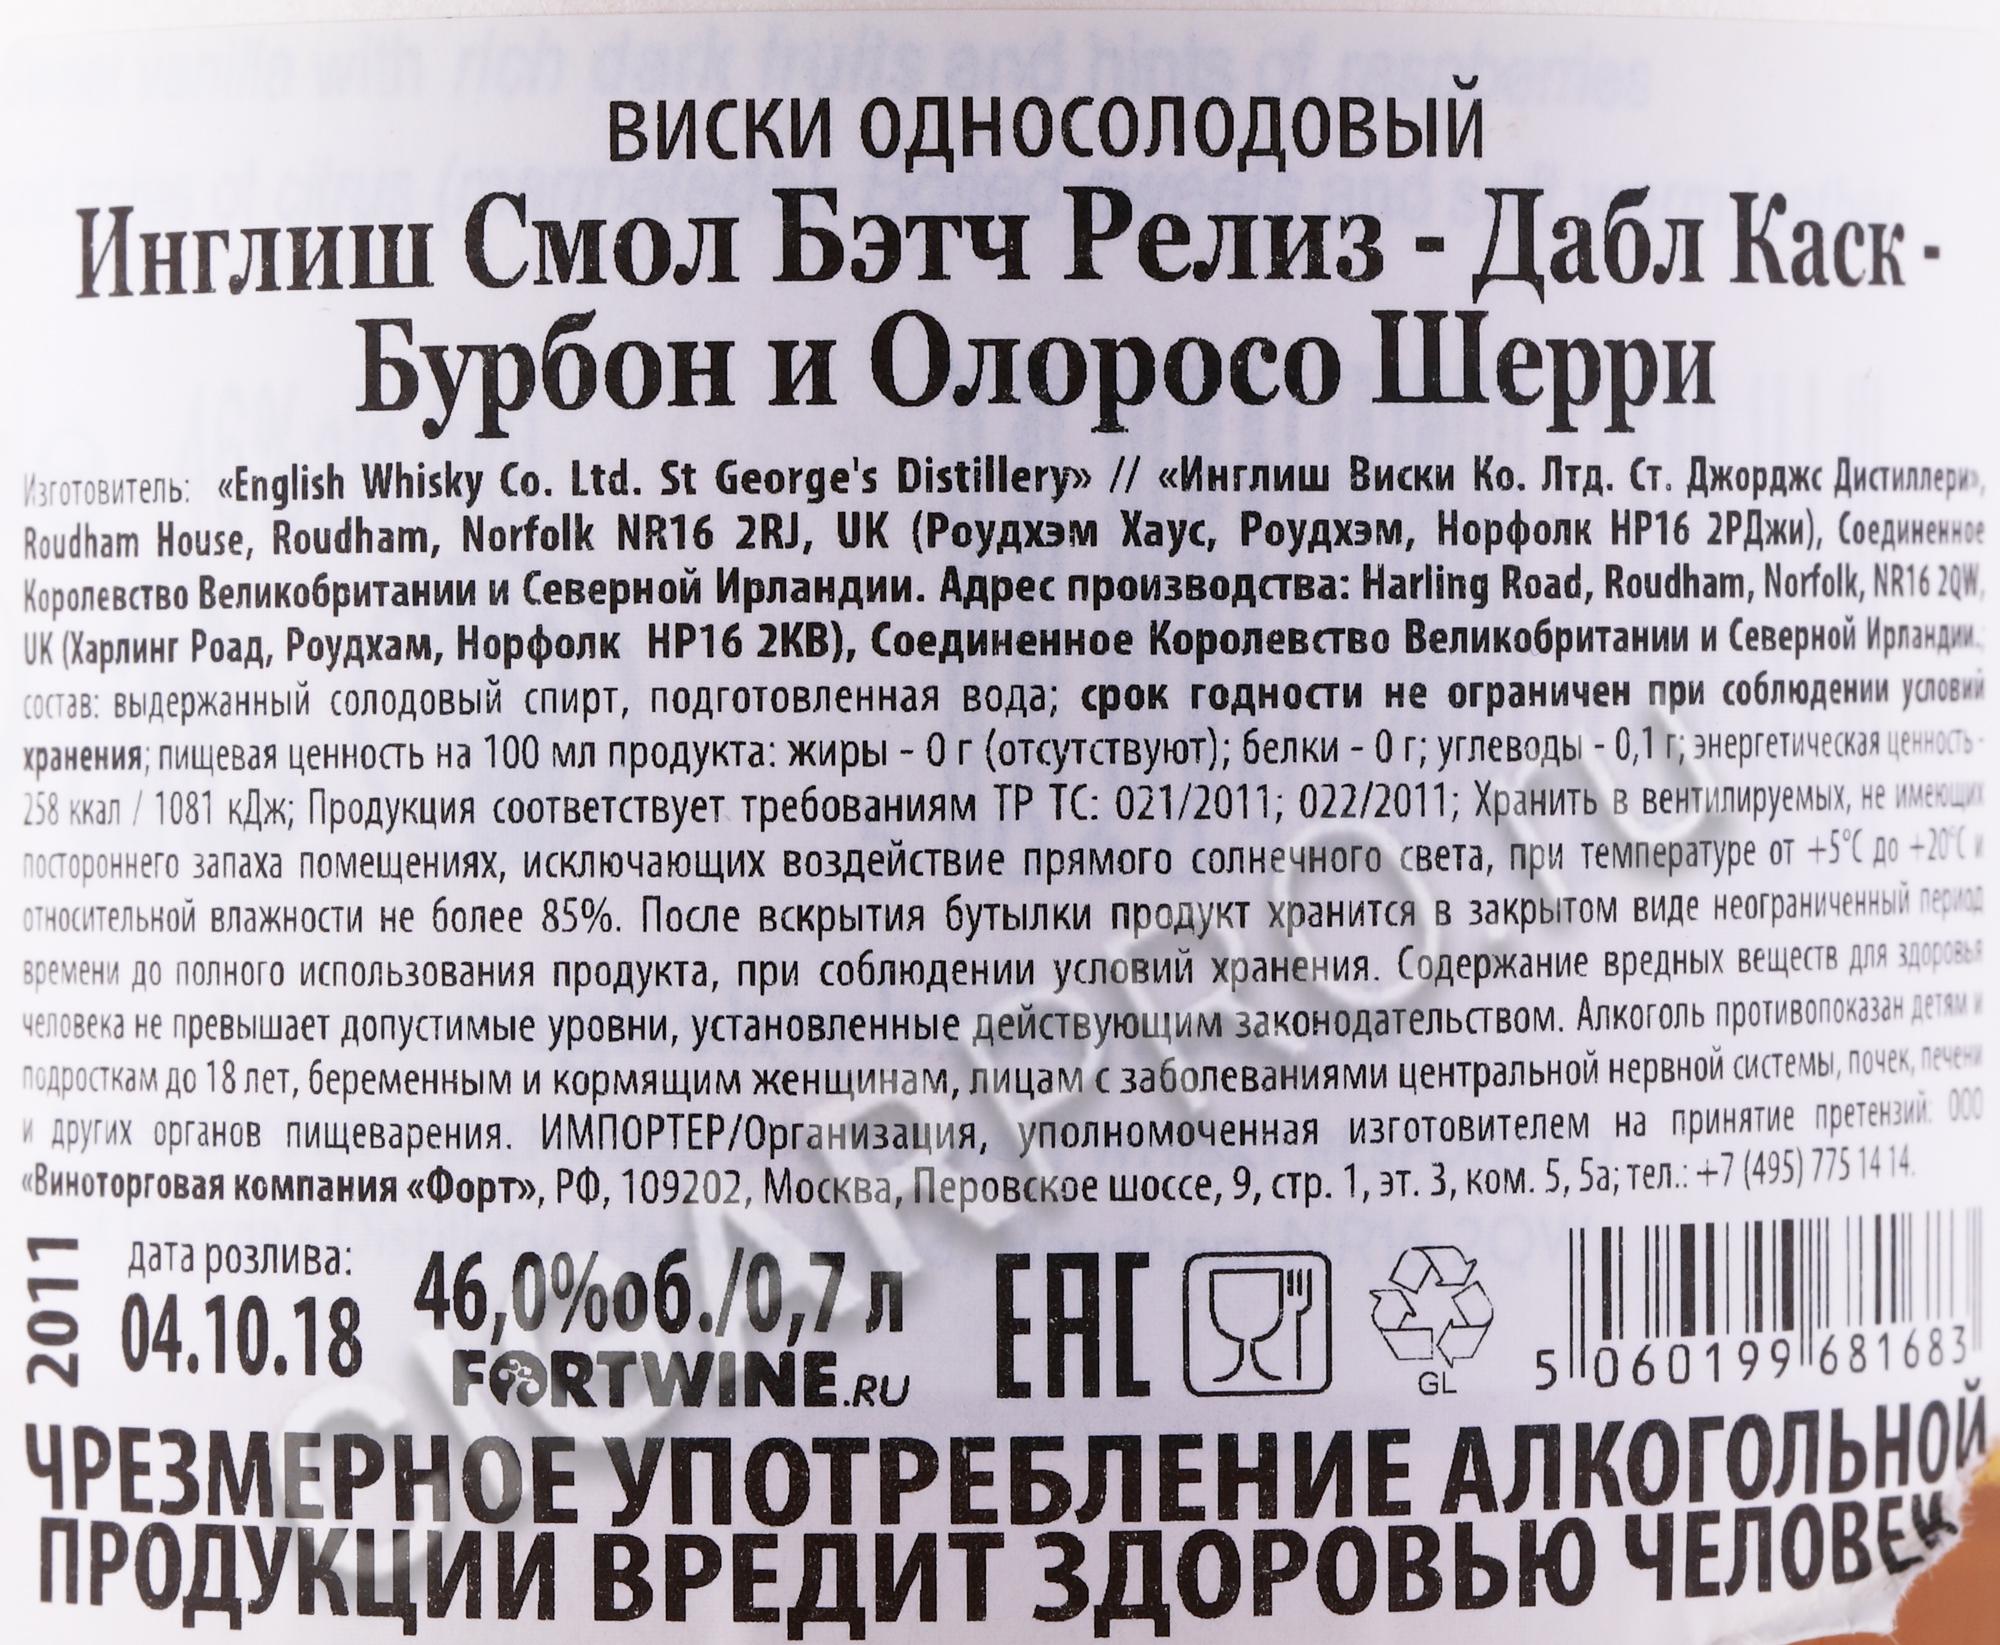 ВИСКИ ОДНОСОЛОДОВЫЙ
Инглиш Смол Бэтч Релиз - Дабл Каск -
Бурбон и Олоросо Шерри
Изготовитель: «English Whisky Co. Ltd. St George's Distillery» // «Инглиш Виски Ко. Лтд. Ст. Джорджс Дистиллери»,
Roudham House, Roudham, Norfolk NR16 2RJ, UK (Роудхэм Хаус, Роудхэм, Норфолк НР16 2РДжи), Соединенное
Королевство Великобритании и Северной Ирландии. Адрес производства: Harling Road, Roudham, Norfolk, NR16 2QW,
UK (Харлинг Роад, Роудхам, Норфолк НР16 2КВ), Соединенное Королевство Великобритании и Северной Ирландии.
состав: выдержанный солодовый спирт, подготовленная вода; срок годности не ограничен при соблюдении условий
хранения; пищевая ценность на 100 мл продукта: жиры - 0 г (отсутствуют); белки - 0 г; углеводы - 0,1 г; энергетическая ценность -
258 ккал / 1081 кДж; Продукция соответствует требованиям ТР ТС: 021/2011; 022/2011; Хранить в вентилируемых, не имеющих
постороннего запаха помещениях, исключающих воздействие прямого солнечного света, при температуре от +5°C до +20°C и
относительной влажности не более 85%. После вскрытия бутылки продукт хранится в закрытом виде неограниченный период
времени до полного использования продукта, при соблюдении условий хранения. Содержание вредных веществ для здоровья
человека не превышает допустимые уровни, установленные действующим законодательством. Алкоголь противопоказан детям и
подросткам до 18 лет, беременным и кормящим женщинам, лицам с заболеваниями центральной нервной системы, почек, печени
и других органов пищеварения. ИМПОРТЕР/Организация, уполномоченная изготовителем на принятие претензий: ООО
«Виноторговая компания «Форт», РФ, 109202, Москва, Перовское шоссе, 9, стр. 1, эт. 3, ком. 5, 5а; тел.: +7 (495) 775 14 14.
2011
дата розлива:
04.10.18
46,0%об./0,7 л
FORTWINE.RU
EAC
GL
5 060199 681683
ЧРЕЗМЕРНОЕ УПОТРЕБЛЕНИЕ АЛКОГОЛЬНОЙ
ПРОДУКЦИИ ВРЕДИТ ЗДОРОВЬЮ ЧЕЛОВЕК
CIGARPRO.ru